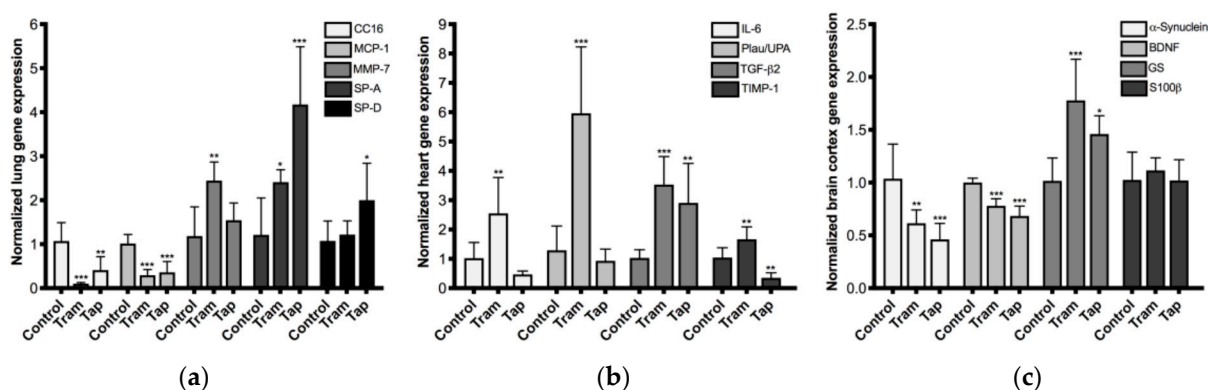 Normalized lung gene expression
6
5
4
3
2
1
0
CC16
MCP-1
MMP-7
SP-A
SP-D
***
**
***
***
**
*
***
*
Control
Tram
Tap
Control
Tram
Tap
Control
Tram
Tap
Control
Tram
Tap
Control
Tram
Tap
(a)
Normalized heart gene expression
9
8
7
6
5
4
3
2
1
0
IL-6
Plau/UPA
TGF-β2
TIMP-1
**
***
***
**
**
**
Control
Tram
Tap
Control
Tram
Tap
Control
Tram
Tap
Control
Tram
Tap
(b)
Normalized brain cortex gene expression
2.5
2.0
1.5
1.0
0.5
0.0
α-Synuclein
BDNF
GS
S100β
**
***
***
***
***
*
Control
Tram
Tap
Control
Tram
Tap
Control
Tram
Tap
Control
Tram
Tap
(c)